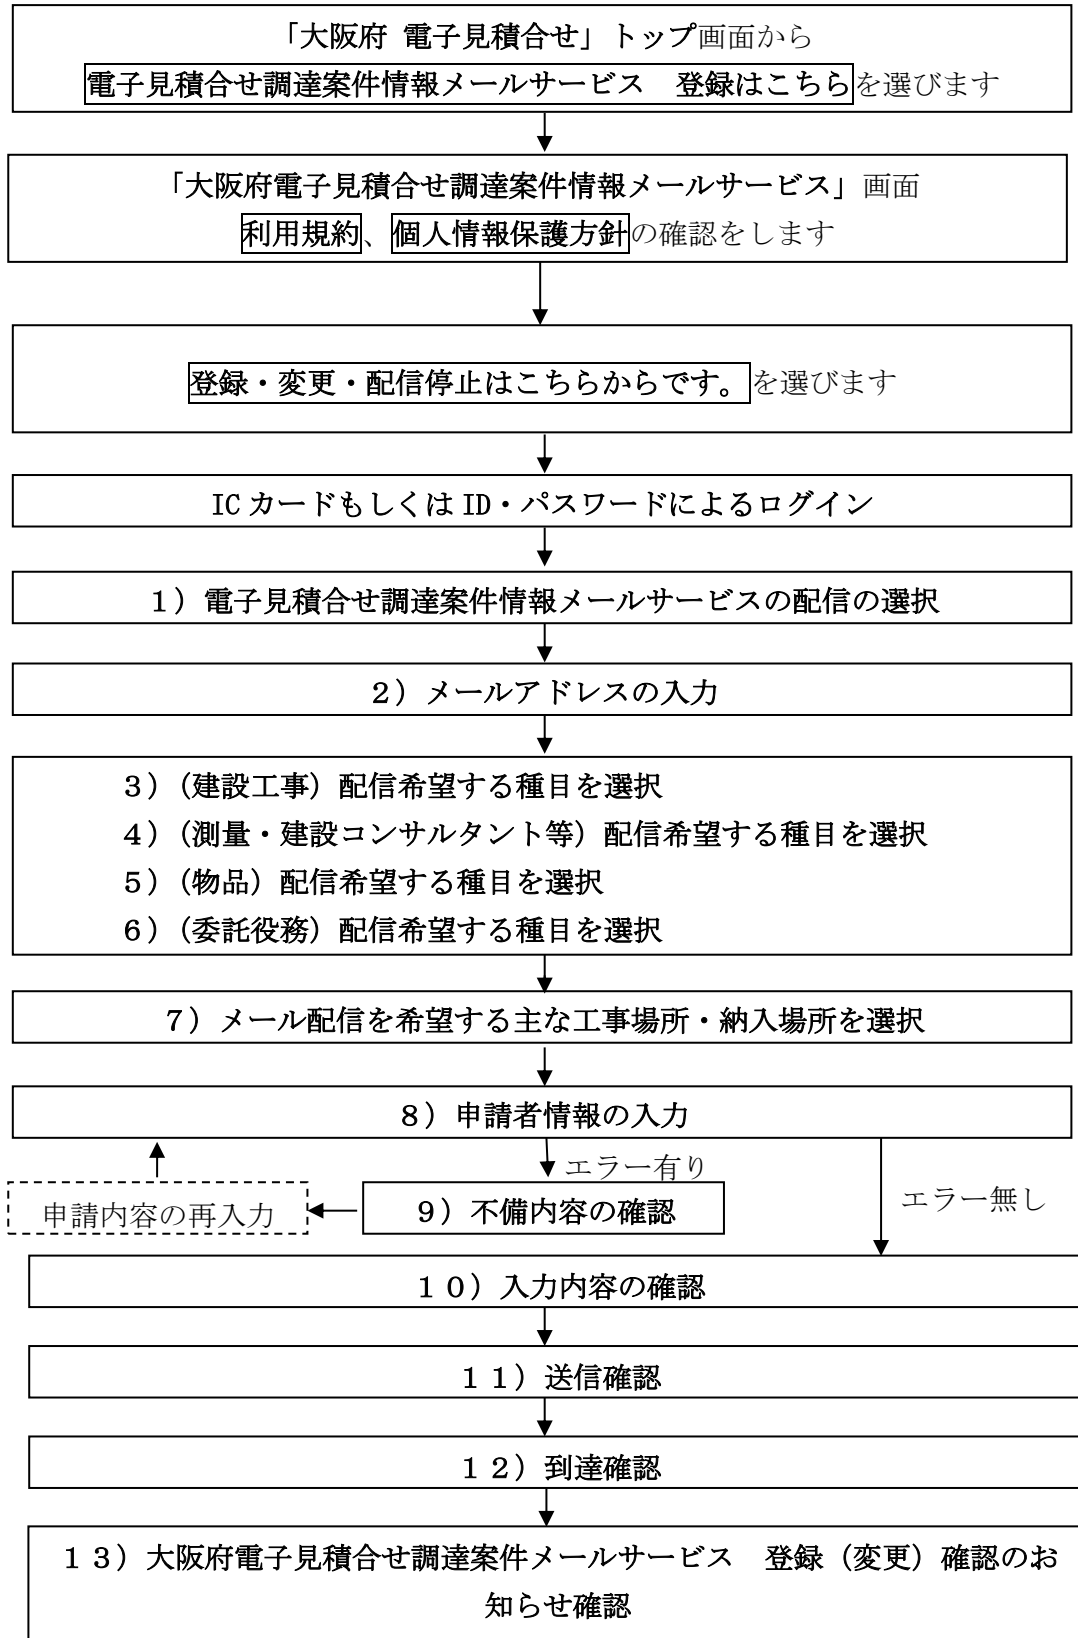 「大阪府 電子見積合せ」トップ画面から
電子見積合せ調達案件情報メールサービス　登録はこちらを選びます
「大阪府電子見積合せ調達案件情報メールサービス」画面
利用規約、個人情報保護方針の確認をします
登録・変更・配信停止はこちらからです。を選びます
IC カードもしくは ID・パスワードによるログイン
１）電子見積合せ調達案件情報メールサービスの配信の選択
２）メールアドレスの入力
３）（建設工事）配信希望する種目を選択
４）（測量・建設コンサルタント等）配信希望する種目を選択
５）（物品）配信希望する種目を選択
６）（委託役務）配信希望する種目を選択
７）メール配信を希望する主な工事場所・納入場所を選択
８）申請者情報の入力
エラー有り
エラー無し
９）不備内容の確認
申請内容の再入力
１０）入力内容の確認
１１）送信確認
１２）到達確認
１３）大阪府電子見積合せ調達案件メールサービス　登録（変更）確認のお
知らせ確認